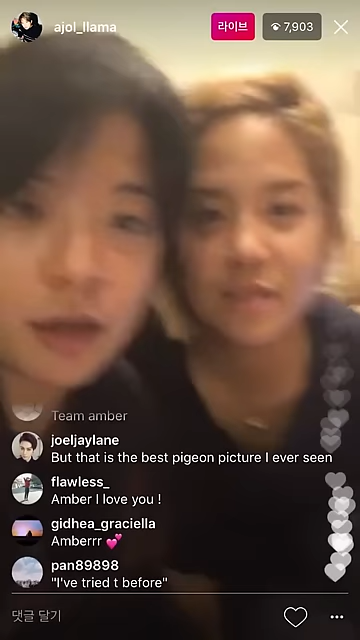 ajol_llama
라이브
7,903
Team amber
joeljaylane
But that is the best pigeon picture I ever seen
flawless_
Amber I love you !
gidhea_graciella
Amberrr 💕
pan89898
"I've tried t before"
댓글 달기